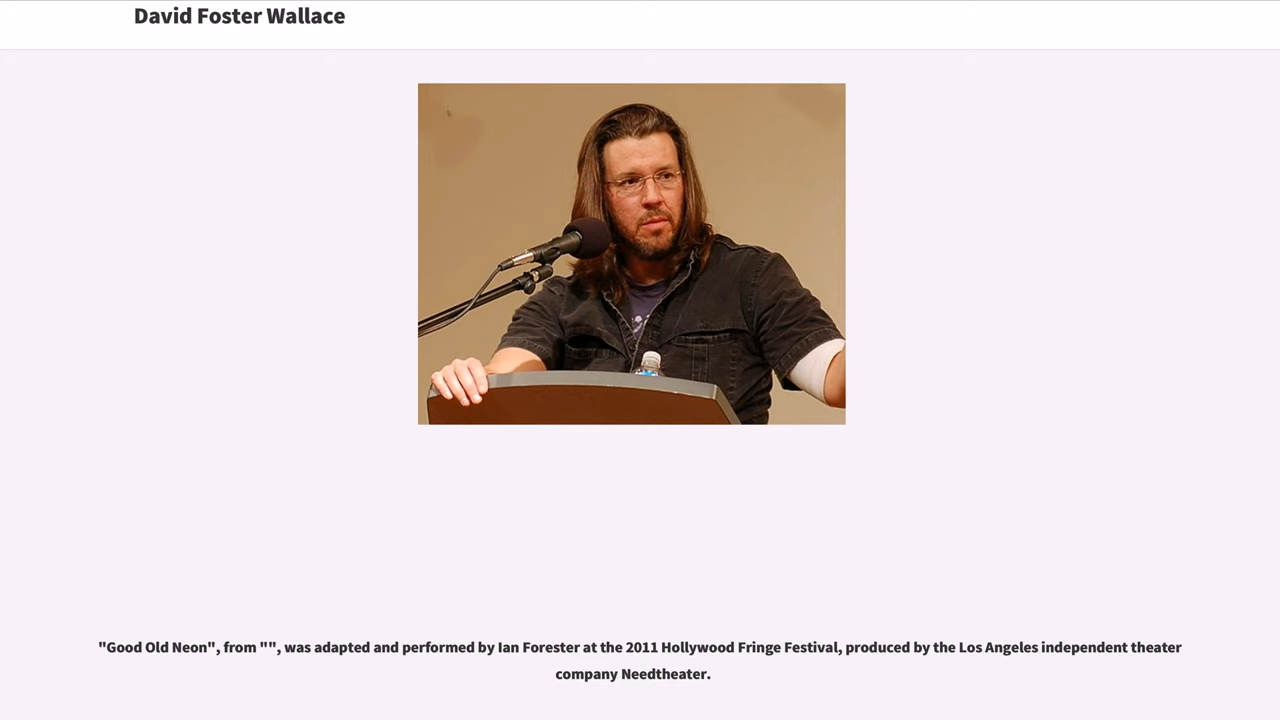 David Foster Wallace
"Good Old Neon", from "", was adapted and performed by Ian Forester at the 2011 Hollywood Fringe Festival, produced by the Los Angeles independent theater
company Needtheater.